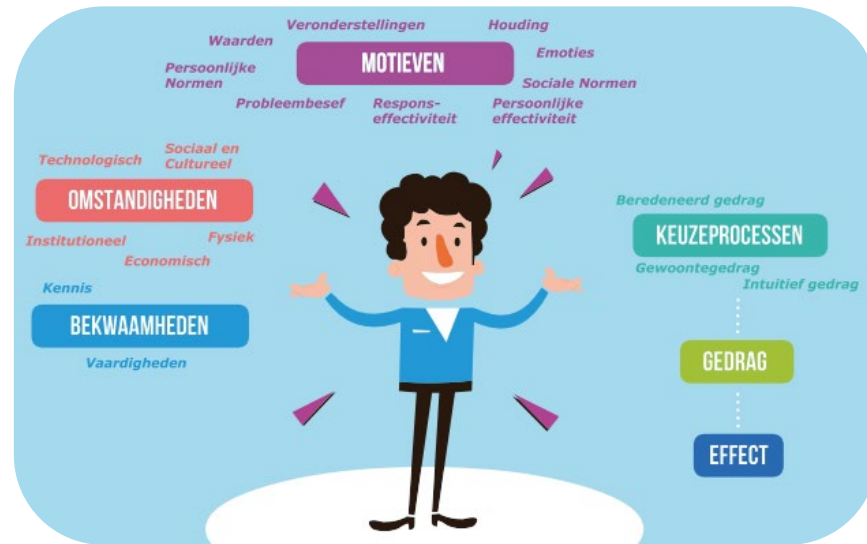 Veronderstellingen
Houding
Waarden
MOTIEVEN
Emoties
Persoonlijke
Normen
Sociale Normen
Probleembesef
Respons-
effectiviteit
Persoonlijke
effectiviteit
Technologisch
Sociaal en
Cultureel
OMSTANDIGHEDEN
Institutioneel
Fysiek
Economisch
Kennis
BEKWAAMHEDEN
Vaardigheden
Beredeneerd gedrag
KEUZEPROCESSEN
Gewoontegedrag
Intuitief gedrag
GEDRAG
EFFECT